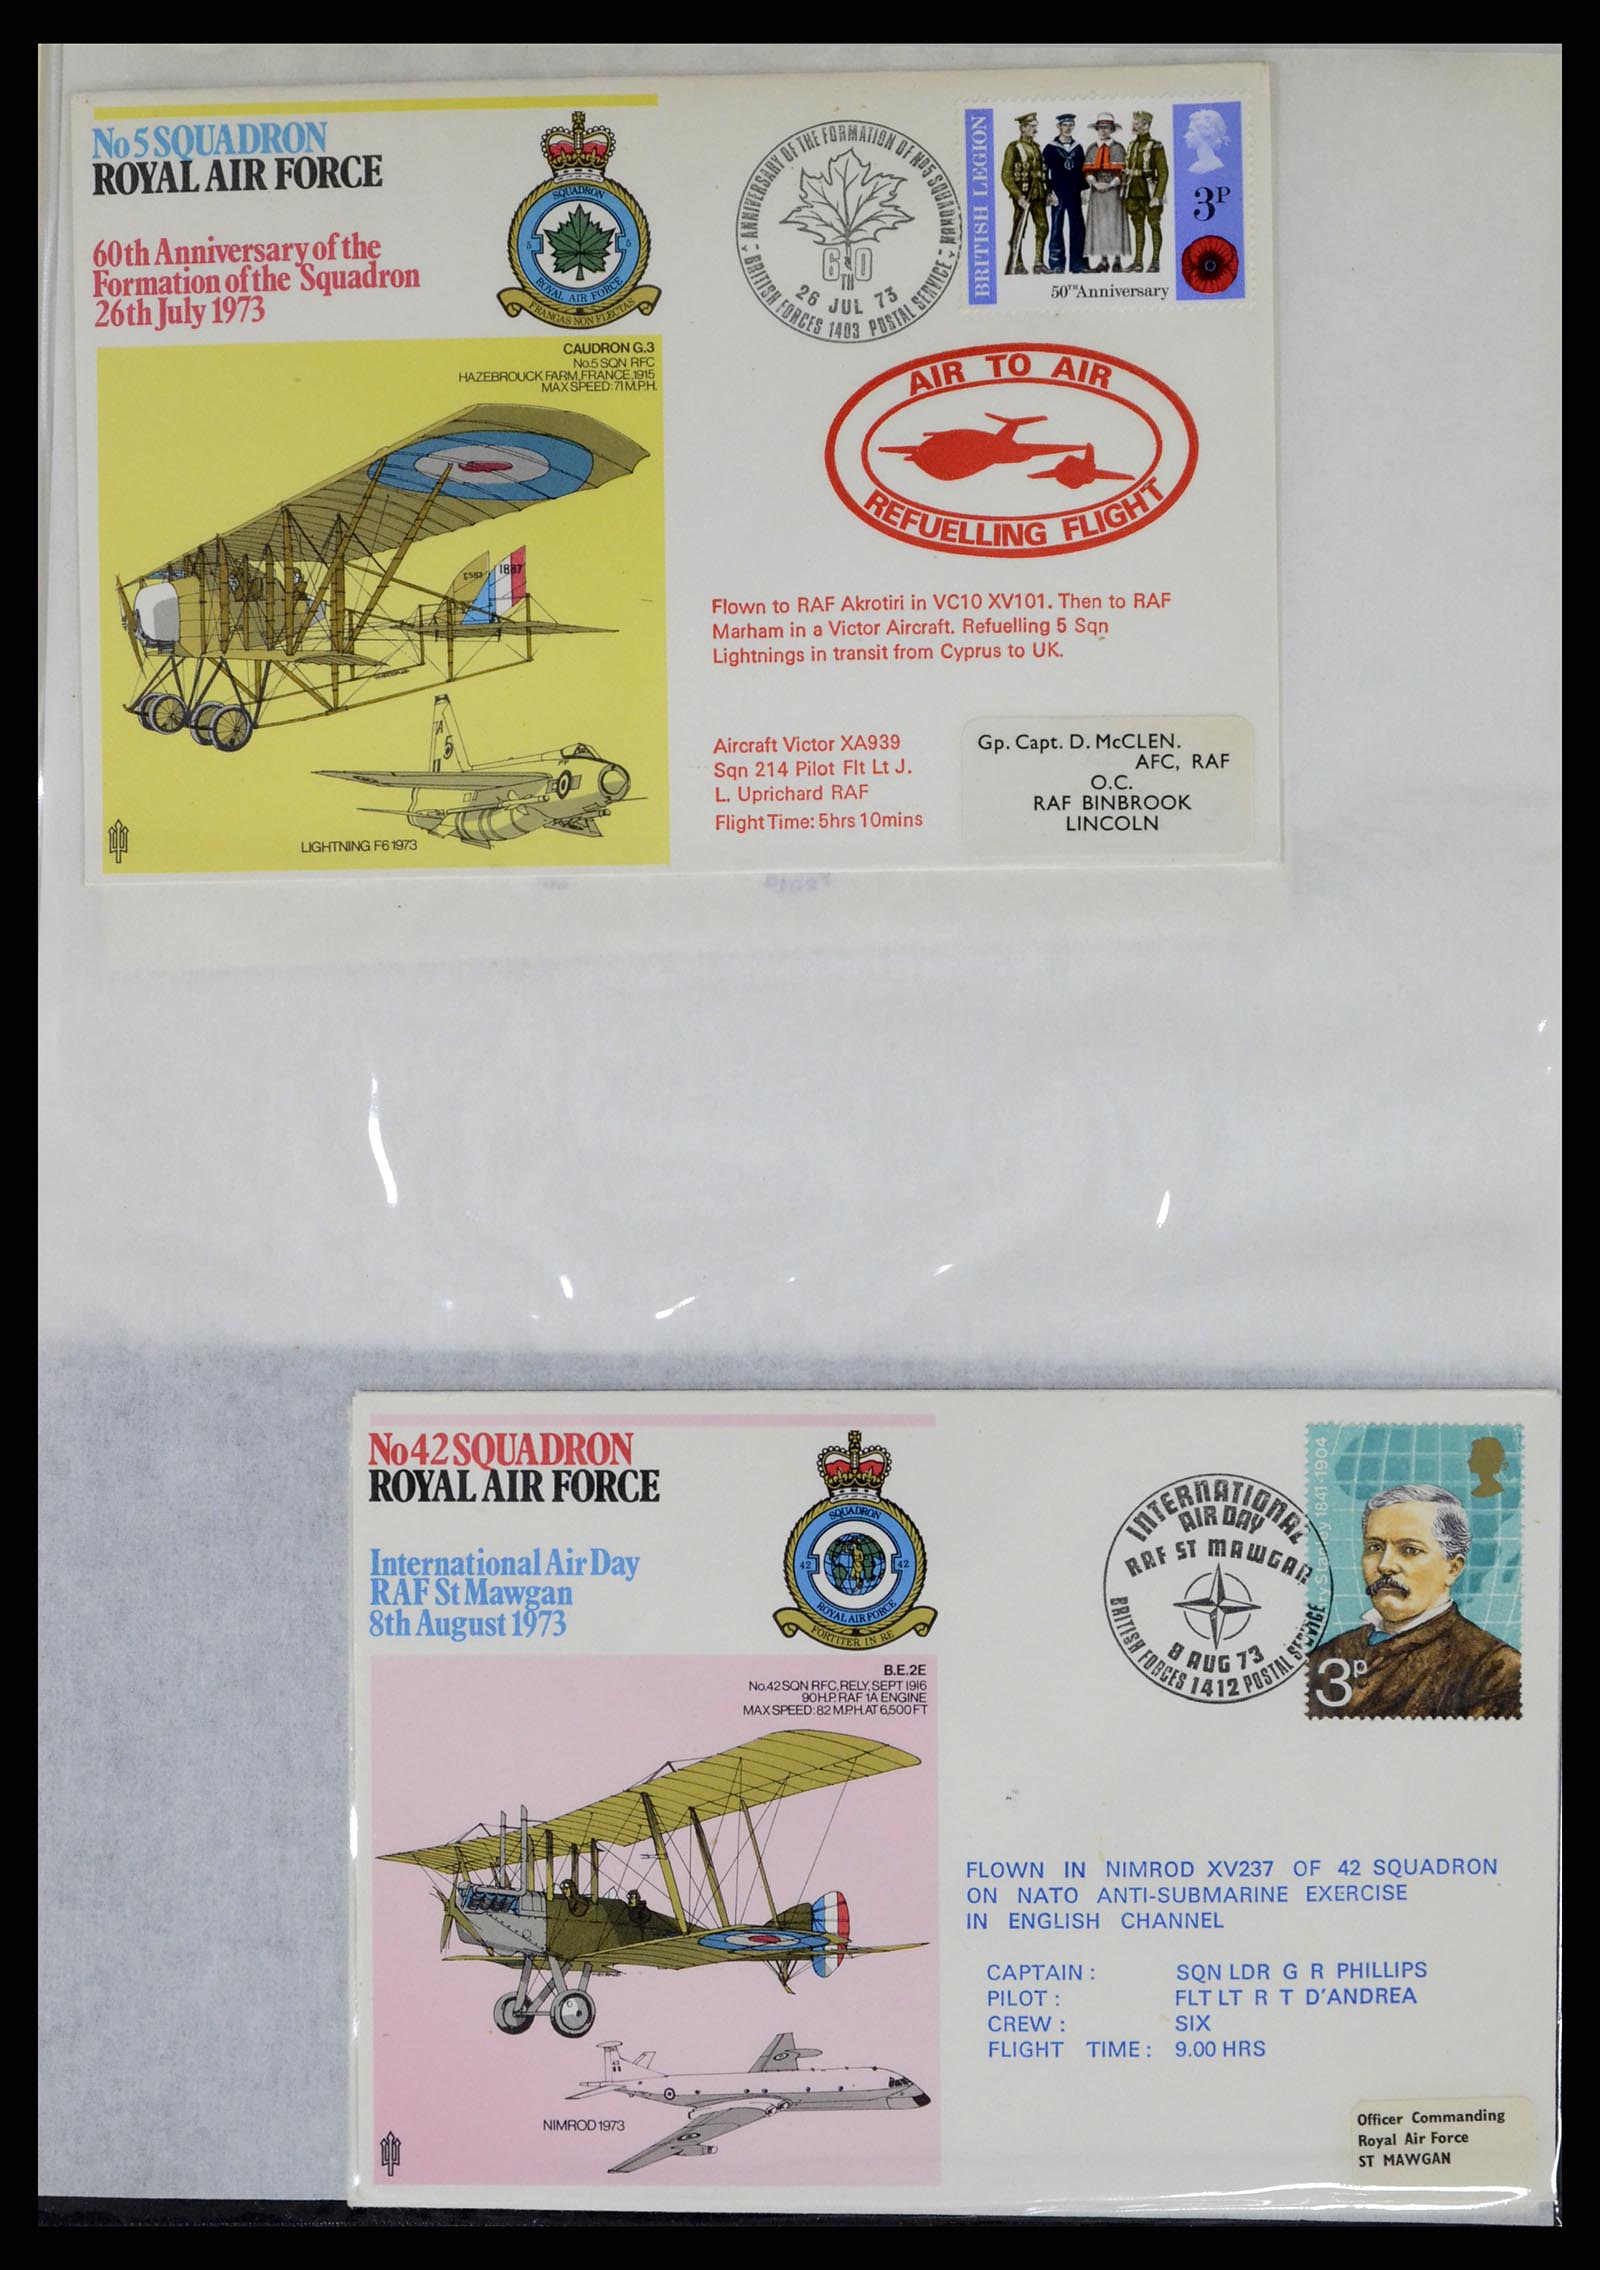 No 5 SQUADRON
ROYAL AIR FORCE
60th Anniversary of the
Formation of the Squadron
26th July 1973
SQUADRON
5 5
ROYAL AIR FORCE
FRANGAS NON FLECTAS
ANNIVERSARY OF THE FORMATION OF No5 SQUADRON
60
TH
26 JUL 73
BRITISH FORCES 1403 POSTAL SERVICE
BRITISH LEGION
3P
50TH Anniversary
CAUDRON G.3
No.5 SQN RFC
HAZEBROUCK FARM, FRANCE, 1915
MAX SPEED: 71 M.P.H.
1887
A
5
LIGHTNING F6 1973
AIR TO AIR
REFUELLING FLIGHT
Flown to RAF Akrotiri in VC10 XV101. Then to RAF
Marham in a Victor Aircraft. Refuelling 5 Sqn
Lightnings in transit from Cyprus to UK.
Aircraft Victor XA939
Sqn 214 Pilot Flt Lt J.
L. Uprichard RAF
Flight Time: 5hrs 10mins
Gp. Capt. D. McCLEN.
AFC, RAF
O.C.
RAF BINBROOK
LINCOLN
No 42 SQUADRON
ROYAL AIR FORCE
International Air Day
RAF St Mawgan
8th August 1973
SQUADRON
42 42
ROYAL AIR FORCE
FORTITER IN RE
INTERNATIONAL
AIR DAY
RAF ST MAWGAN
8 AUG 73
BRITISH FORCES 1412 POSTAL SERVICE
1841-1904
3p
B.E.2E
No.42 SQN RFC, RELY, SEPT 1916
90 H.P. RAF 1A ENGINE
MAX SPEED: 82 M.P.H. AT 6,500 FT
NIMROD 1973
FLOWN IN NIMROD XV237 OF 42 SQUADRON
ON NATO ANTI-SUBMARINE EXERCISE
IN ENGLISH CHANNEL
CAPTAIN : SQN LDR G R PHILLIPS
PILOT : FLT LT R T D'ANDREA
CREW : SIX
FLIGHT TIME : 9.00 HRS
Officer Commanding
Royal Air Force
ST MAWGAN